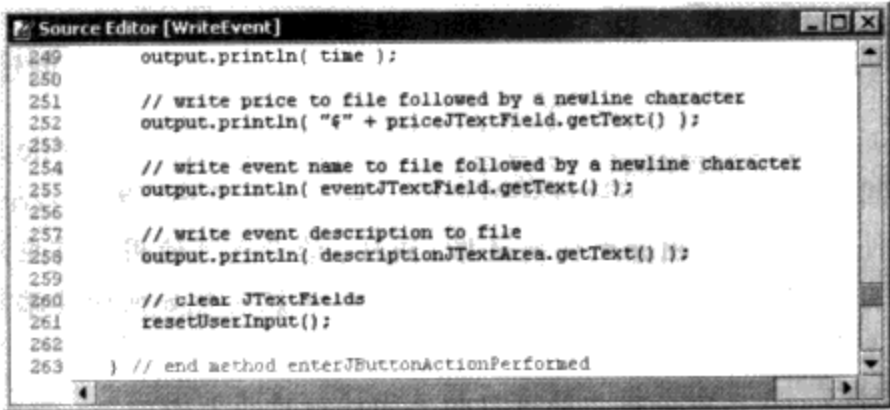 Source Editor [WriteEvent]
249 output.println( time );
250
251 // write price to file followed by a newline character
252 output.println( "$" + priceJTextField.getText() );
253
254 // write event name to file followed by a newline character
255 output.println( eventJTextField.getText() );
256
257 // write event description to file
258 output.println( descriptionJTextArea.getText() );
259
260 // clear JTextFields
261 resetUserInput();
262
263 } // end method enterJButtonActionPerformed